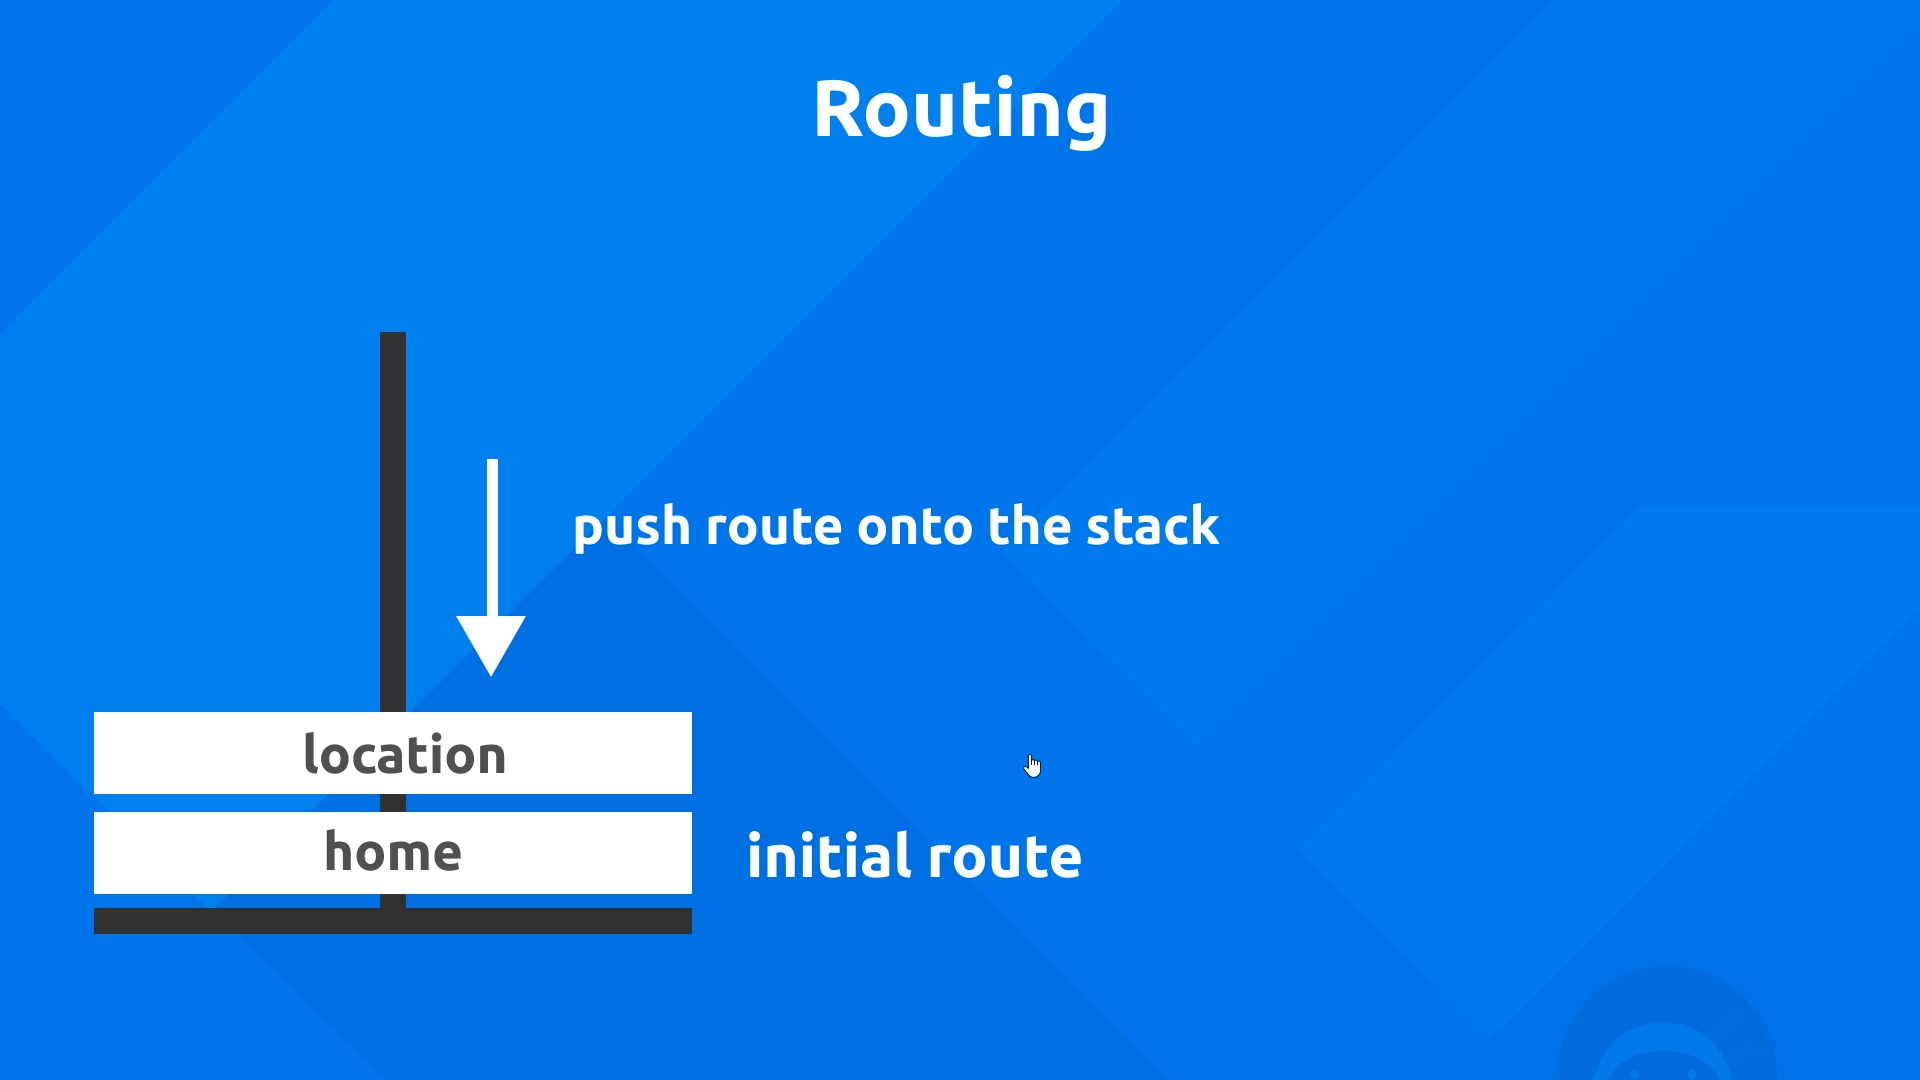 Routing
push route onto the stack
location
home
initial route